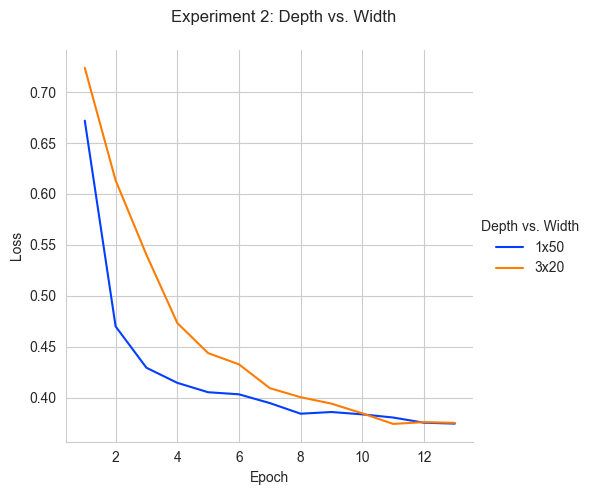 Experiment 2: Depth vs. Width
0.70
0.65
0.60
0.55
0.50
0.45
0.40
Loss
2 4 6 8 10 12
Epoch
Depth vs. Width
1x50
3x20